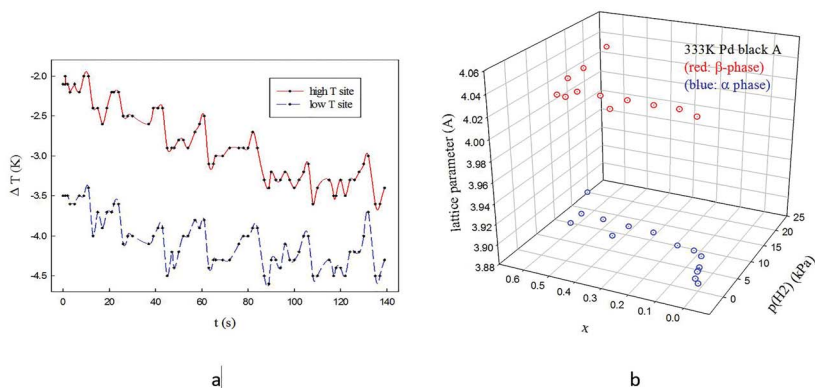 -2.0
-2.5
-3.0
-3.5
-4.0
-4.5
Δ T (K)
high T site
low T site
0 20 40 60 80 100 120 140
t (s)
a
333K Pd black A
(red: β-phase)
(blue: α phase)
4.06
4.04
4.02
4.00
3.98
3.96
3.94
3.92
3.90
3.88
lattice parameter (A)
0.6 0.5 0.4 0.3 0.2 0.1 0.0
x
25
20
15
10
5
0
p(H2) (kPa)
b